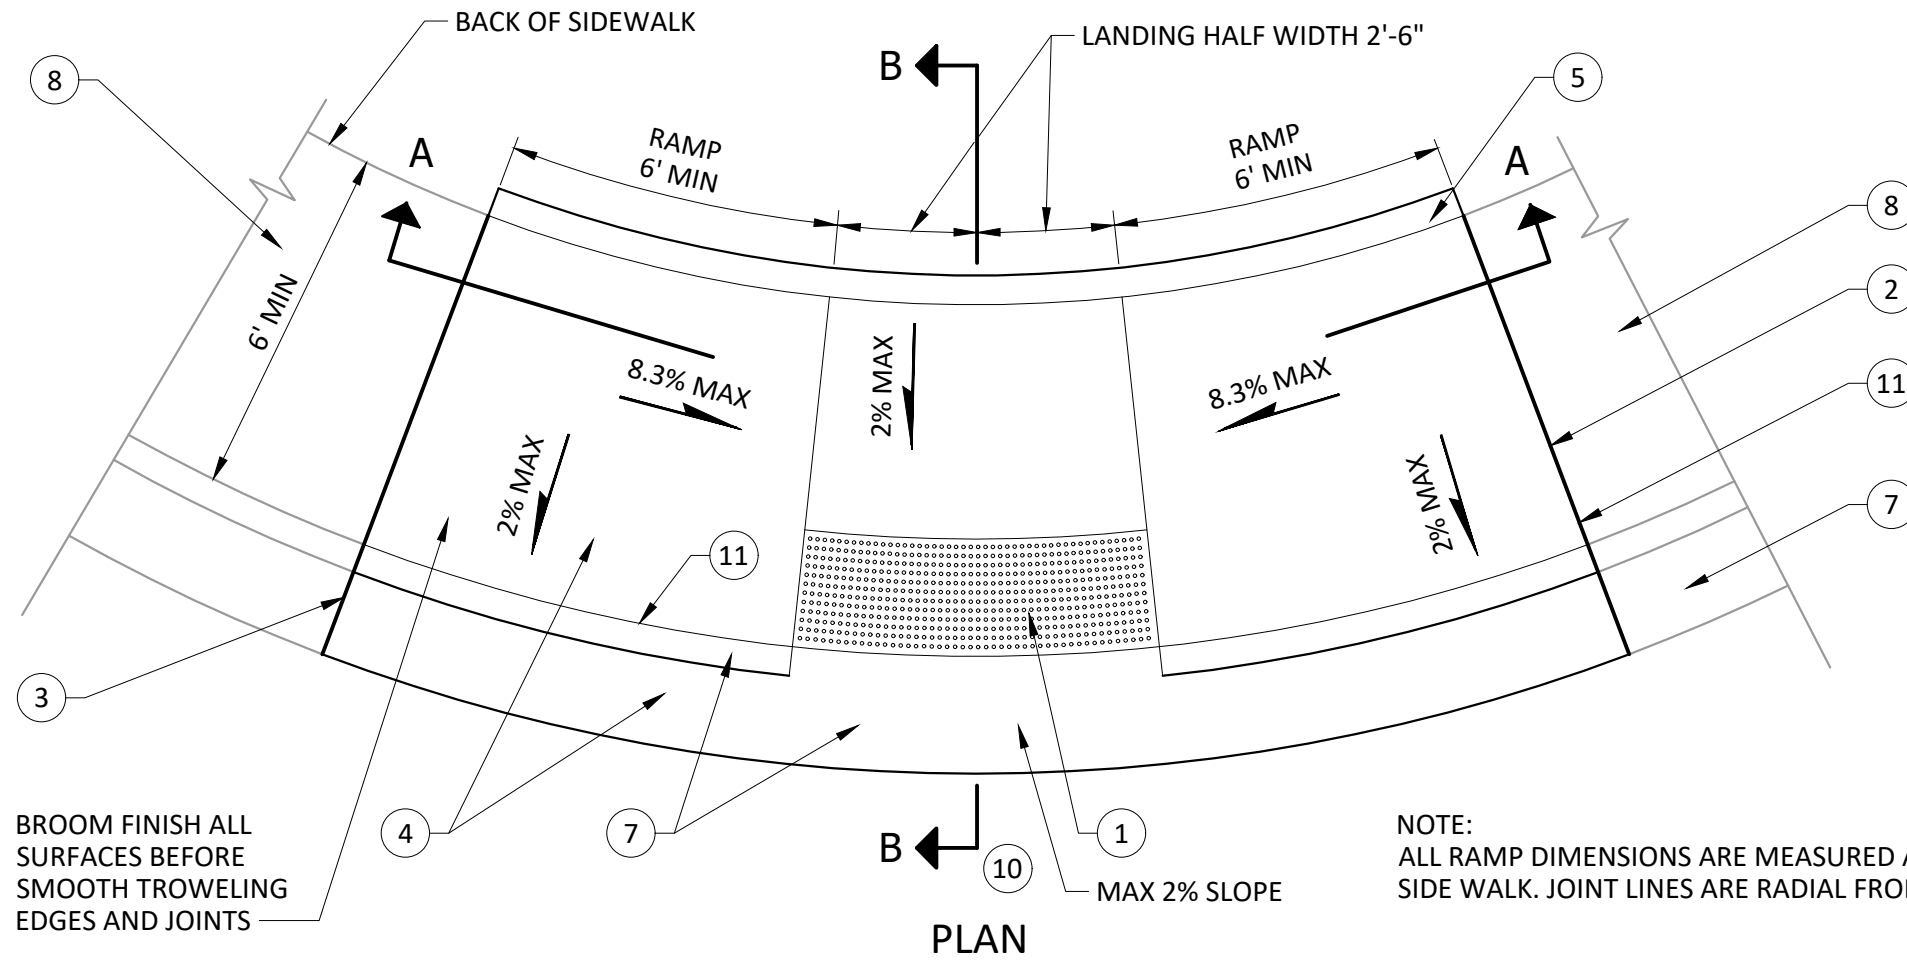 BACK OF SIDEWALK
LANDING HALF WIDTH 2'-6"
B
8
5
RAMP
6' MIN
RAMP
6' MIN
A
A
8
6' MIN
2
8.3% MAX
2% MAX
8.3% MAX
11
2% MAX
2% MAX
7
11
3
BROOM FINISH ALL
SURFACES BEFORE
SMOOTH TROWELING
EDGES AND JOINTS
4
7
B
10
1
MAX 2% SLOPE
NOTE:
ALL RAMP DIMENSIONS ARE MEASURED
SIDE WALK. JOINT LINES ARE RADIAL
PLAN